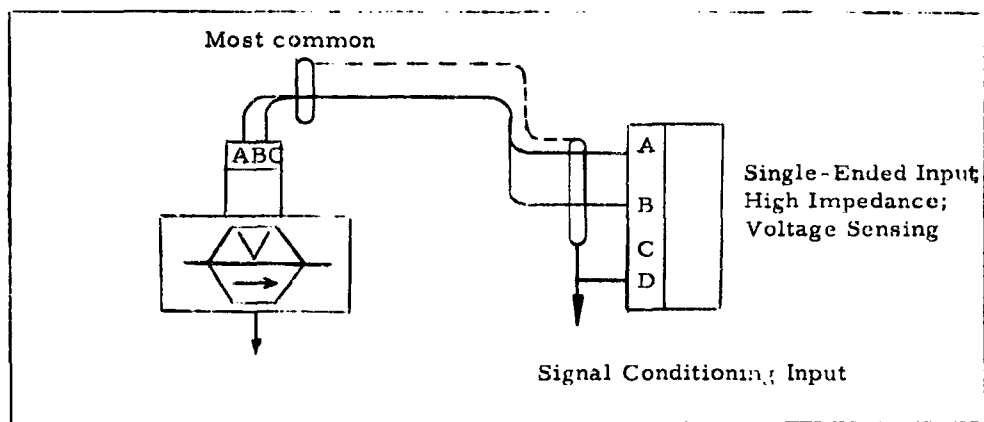 Most common
ABC
A
B
C
D
Single-Ended Input;
High Impedance;
Voltage Sensing
V
Signal Conditioning Input